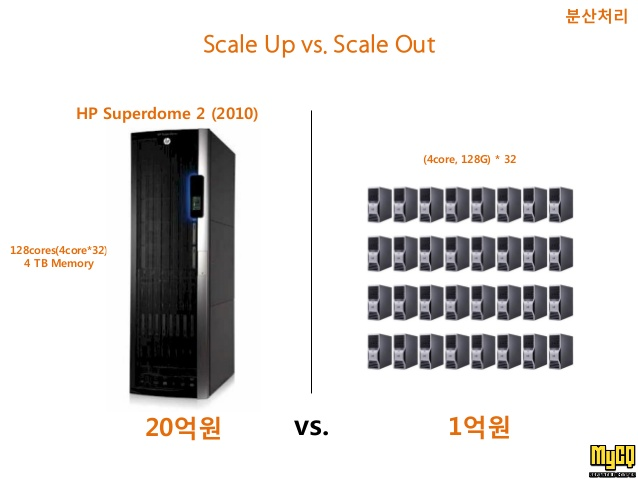 분산처리
Scale Up vs. Scale Out
HP Superdome 2 (2010)
(4core, 128G) * 32
128cores(4core*32)
4 TB Memory
20억원
vs.
1억원
MyCQ